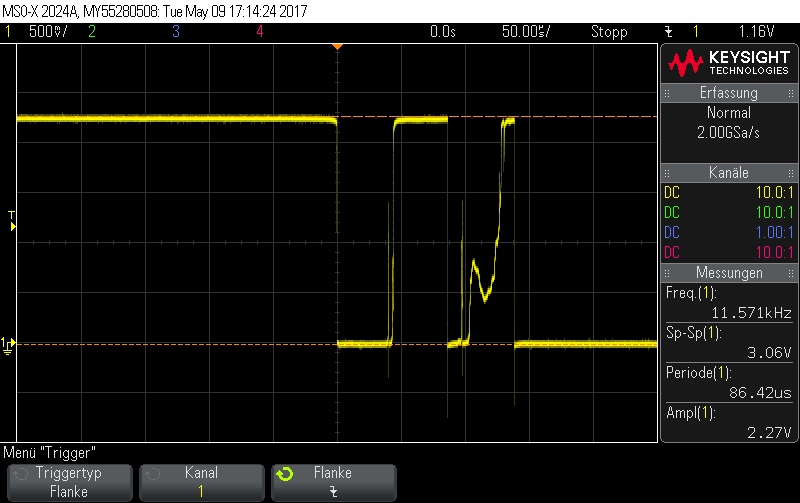 MSO-X 2024A, MY55280508: Tue May 09 17:14:24 2017
1 500mV/ 2 3 4 0.0s 50.00us/ Stopp 1 1.16V
KEYSIGHT
TECHNOLOGIES
Erfassung
Normal
2.00GSa/s
Kanäle
DC 10.0:1
DC 10.0:1
DC 1.00:1
DC 10.0:1
Messungen
Freq.(1):
11.571kHz
Sp-Sp(1):
3.06V
Periode(1):
86.42us
Ampl(1):
2.27V
T
1
Menü "Trigger"
Triggertyp
Flanke
Kanal
1
Flanke